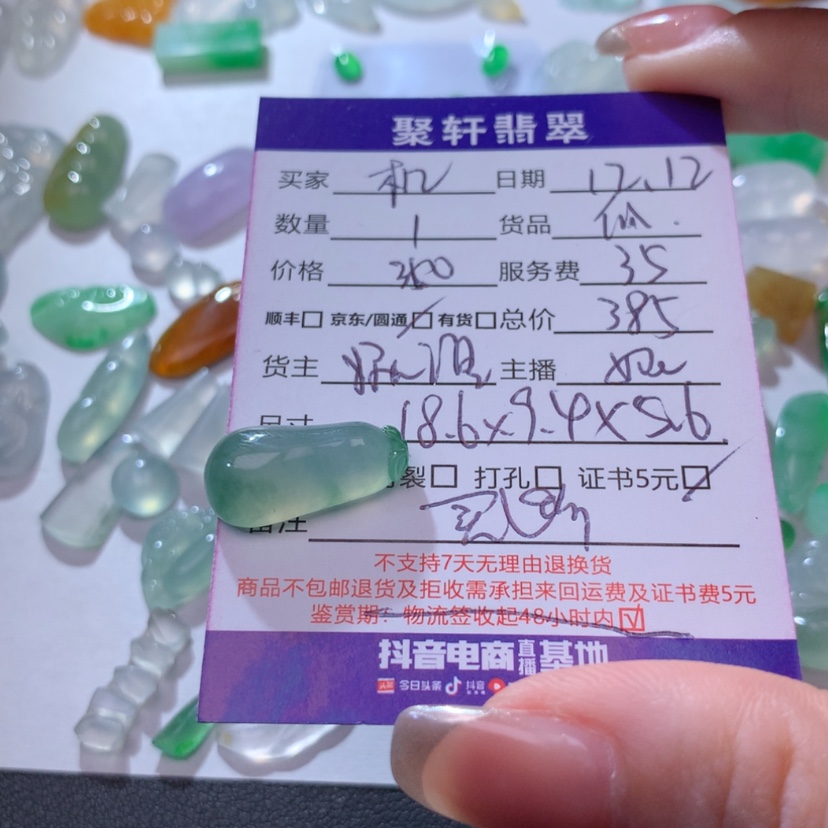 聚轩翡翠
买家 日期 12.12
数量 1 货品
价格 350 服务费 35
顺丰□ 京东/圆通☑ 有货□ 总价 385
货主 主播
尺寸 18.6x9.4x5.6
裂□ 打孔□ 证书5元☑
备注
不支持7天无理由退换货
商品不包邮退货及拒收需承担来回运费及证书费5元
鉴赏期：物流签收起48小时内☑
抖音电商直播基地
今日头条 抖音